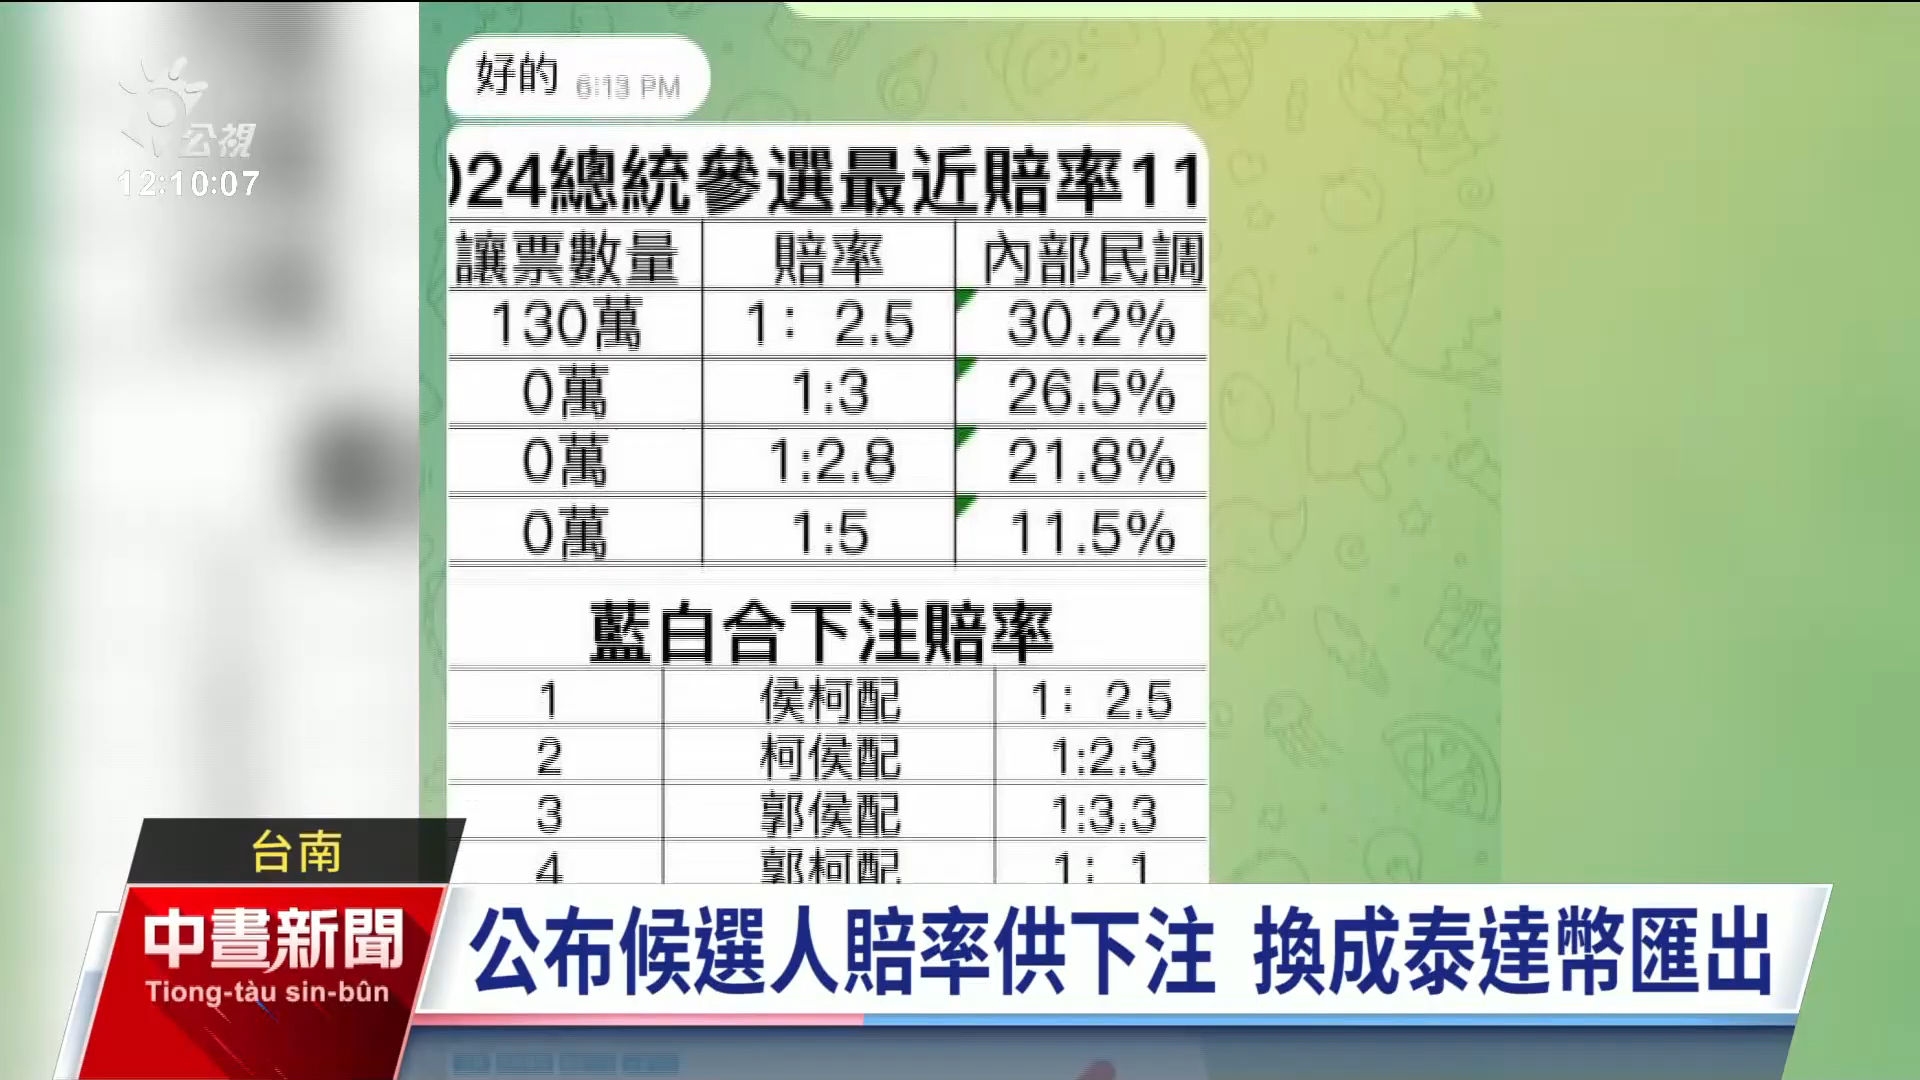 公視
12:10:07
好的 6:13 PM
024總統參選最近賠率11
讓票數量 賠率 內部民調
130萬 1： 2.5 30.2%
0萬 1:3 26.5%
0萬 1:2.8 21.8%
0萬 1:5 11.5%
藍白合下注賠率
1 侯柯配 1： 2.5
2 柯侯配 1:2.3
3 郭侯配 1:3.3
4 郭柯配 1： 1
台南
中晝新聞
Tiong-tàu sin-bûn
公布候選人賠率供下注 換成泰達幣匯出